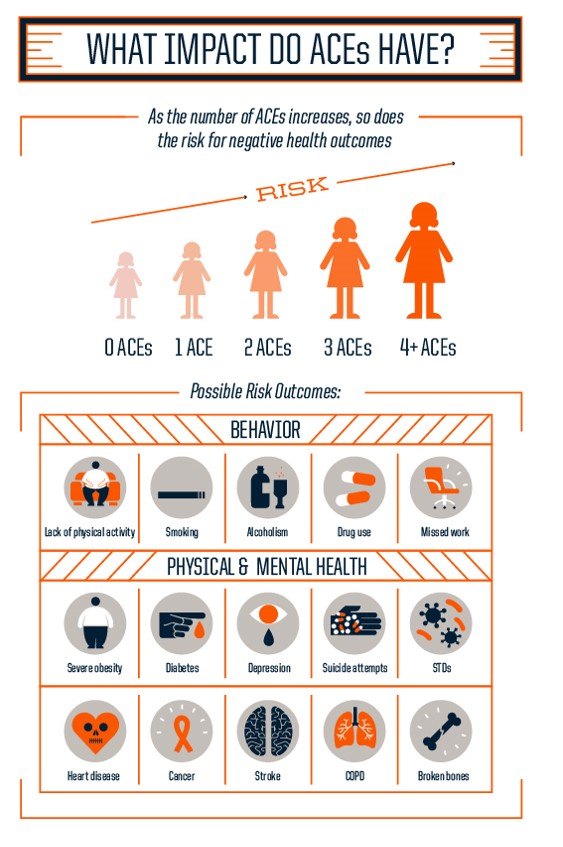 WHAT IMPACT DO ACEs HAVE?
As the number of ACEs increases, so does
the risk for negative health outcomes
RISK
0 ACEs 1 ACE 2 ACEs 3 ACEs 4+ ACEs
Possible Risk Outcomes:
BEHAVIOR
Lack of physical activity Smoking Alcoholism Drug use Missed work
PHYSICAL & MENTAL HEALTH
Severe obesity Diabetes Depression Suicide attempts STDs
Heart disease Cancer Stroke COPD Broken bones